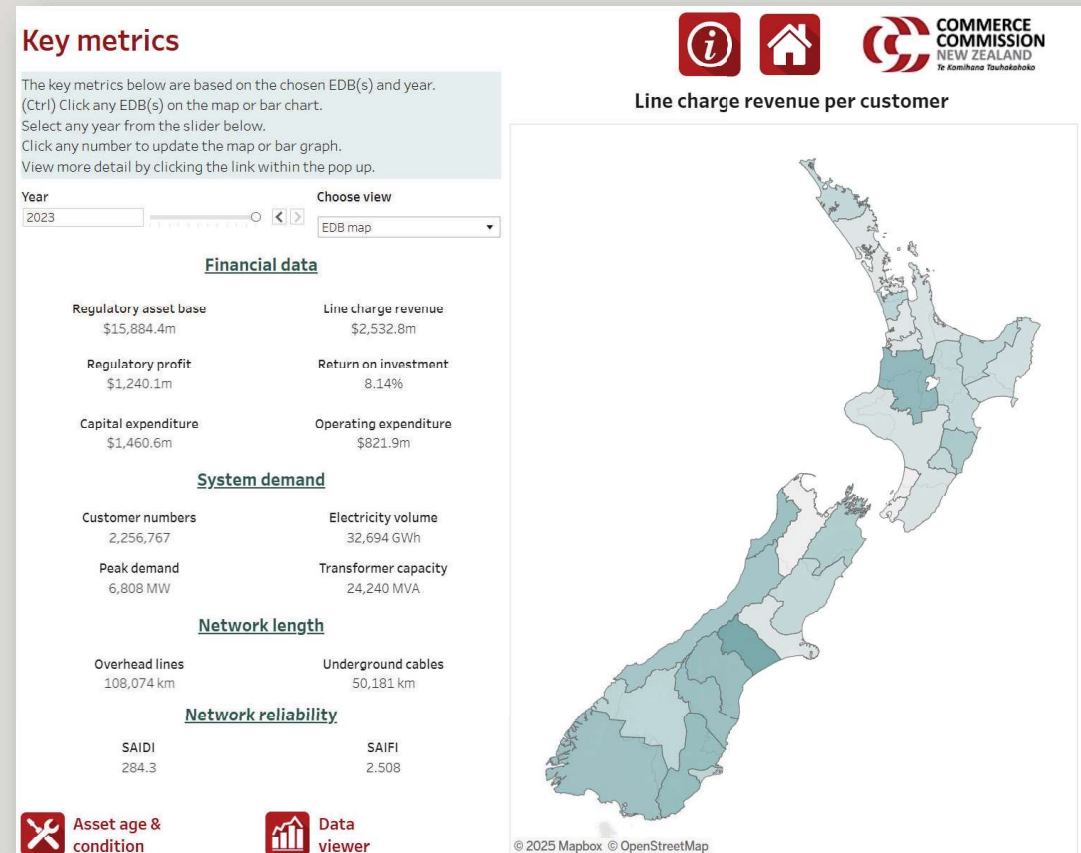 Key metrics
COMMERCE
COMMISSION
NEW ZEALAND
Te Komihana Tauhokohoko
The key metrics below are based on the chosen EDB(s) and year.
(Ctrl) Click any EDB(s) on the map or bar chart.
Select any year from the slider below.
Click any number to update the map or bar graph.
View more detail by clicking the link within the pop up.
Year
2023
Choose view
EDB map
Financial data
Regulatory asset base
Line charge revenue
$15,884.4m
$2,532.8m
Regulatory profit
Return on investment
$1,240.1m
8.14%
Capital expenditure
Operating expenditure
$1,460.6m
$821.9m
System demand
Customer numbers
Electricity volume
2,256,767
32,694 GWh
Peak demand
Transformer capacity
6,808 MW
24,240 MVA
Network length
Overhead lines
Underground cables
108,074 km
50,181 km
Network reliability
SAIDI
SAIFI
284.3
2.508
Asset age &
condition
Data
viewer
Line charge revenue per customer
© 2025 Mapbox © OpenStreetMap